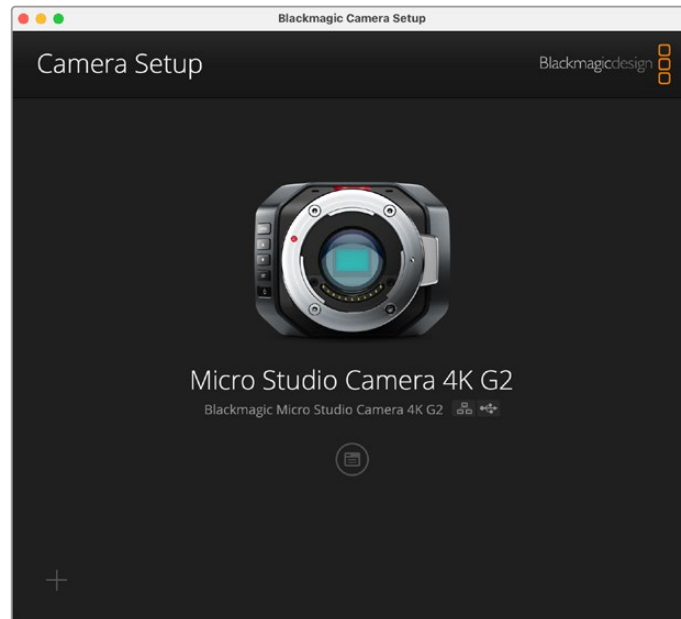 Blackmagic Camera Setup
Camera Setup
Blackmagicdesign
Micro Studio Camera 4K G2
Blackmagic Micro Studio Camera 4K G2